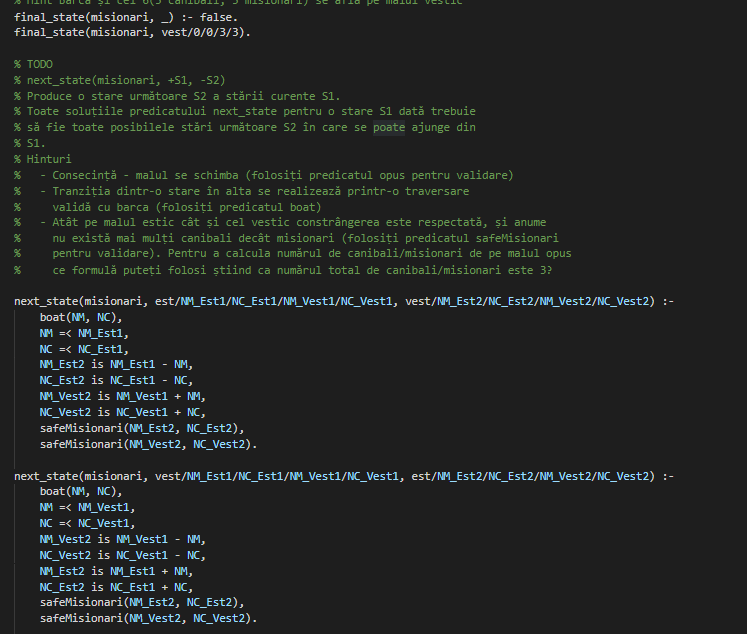 % Hint barca și cei 6(3 canibali, 3 misionari) se află pe malul vestic
final_state(misionari, _) :- false.
final_state(misionari, vest/0/0/3/3).
% TODO
% next_state(misionari, +S1, -S2)
% Produce o stare următoare S2 a stării curente S1.
% Toate soluțiile predicatului next_state pentru o stare S1 dată trebuie
% să fie toate posibilele stări următoare S2 în care se poate ajunge din
% S1.
% Hinturi
%   - Consecință - malul se schimba (folosiți predicatul opus pentru validare)
%   - Tranziția dintr-o stare în alta se realizează printr-o traversare
%     validă cu barca (folosiți predicatul boat)
%   - Atât pe malul estic cât și cel vestic constrângerea este respectată, și anume
%     nu există mai mulți canibali decât misionari (folosiți predicatul safeMisionari
%     pentru validare). Pentru a calcula numărul de canibali/misionari de pe malul opus
%     ce formulă puteți folosi știind ca numărul total de canibali/misionari este 3?
next_state(misionari, est/NM_Est1/NC_Est1/NM_Vest1/NC_Vest1, vest/NM_Est2/NC_Est2/NM_Vest2/NC_Vest2) :-
    boat(NM, NC),
    NM =< NM_Est1,
    NC =< NC_Est1,
    NM_Est2 is NM_Est1 - NM,
    NC_Est2 is NC_Est1 - NC,
    NM_Vest2 is NM_Vest1 + NM,
    NC_Vest2 is NC_Vest1 + NC,
    safeMisionari(NM_Est2, NC_Est2),
    safeMisionari(NM_Vest2, NC_Vest2).
next_state(misionari, vest/NM_Est1/NC_Est1/NM_Vest1/NC_Vest1, est/NM_Est2/NC_Est2/NM_Vest2/NC_Vest2) :-
    boat(NM, NC),
    NM =< NM_Vest1,
    NC =< NC_Vest1,
    NM_Vest2 is NM_Vest1 - NM,
    NC_Vest2 is NC_Vest1 - NC,
    NM_Est2 is NM_Est1 + NM,
    NC_Est2 is NC_Est1 + NC,
    safeMisionari(NM_Est2, NC_Est2),
    safeMisionari(NM_Vest2, NC_Vest2).